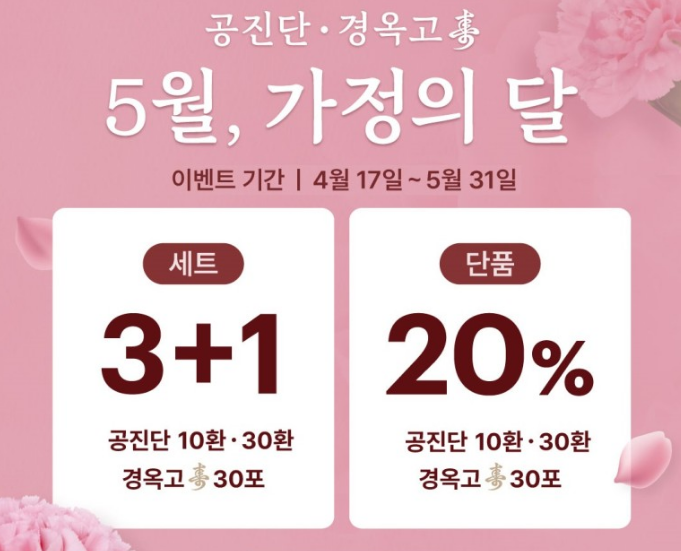 공진단·경옥고壽
5월, 가정의 달
이벤트 기간 | 4월 17일 ~ 5월 31일
세트
3+1
공진단 10환·30환
경옥고壽30포
단품
20%
공진단 10환·30환
경옥고壽30포